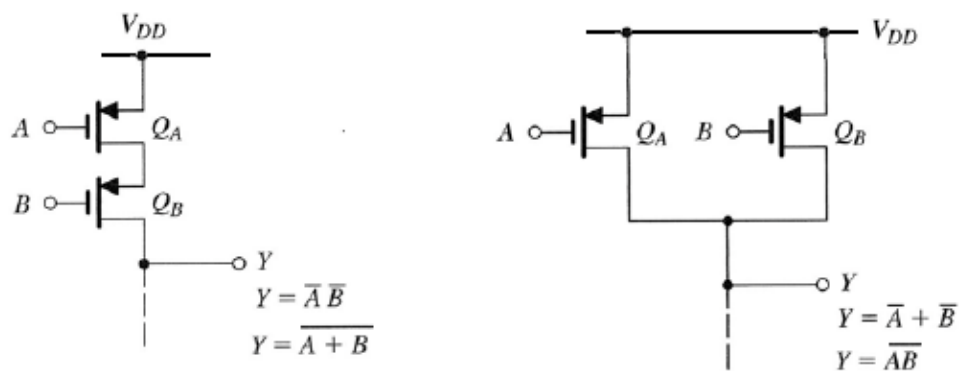 V_DD
A Q_A
B Q_B
Y
Y = A̅ B̅
Y = A̅ ̅+̅ ̅B̅
V_DD
A Q_A B Q_B
Y
Y = A̅ + B̅
Y = A̅B̅